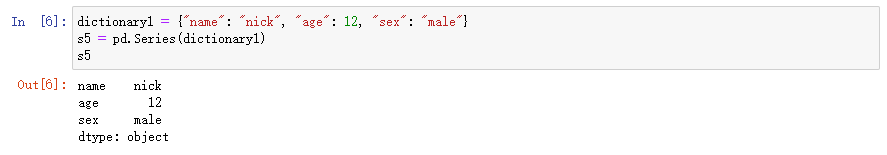 In [6]: dictionary1 = {"name": "nick", "age": 12, "sex": "male"}
s5 = pd.Series(dictionary1)
s5
Out[6]: name    nick
age       12
sex     male
dtype: object